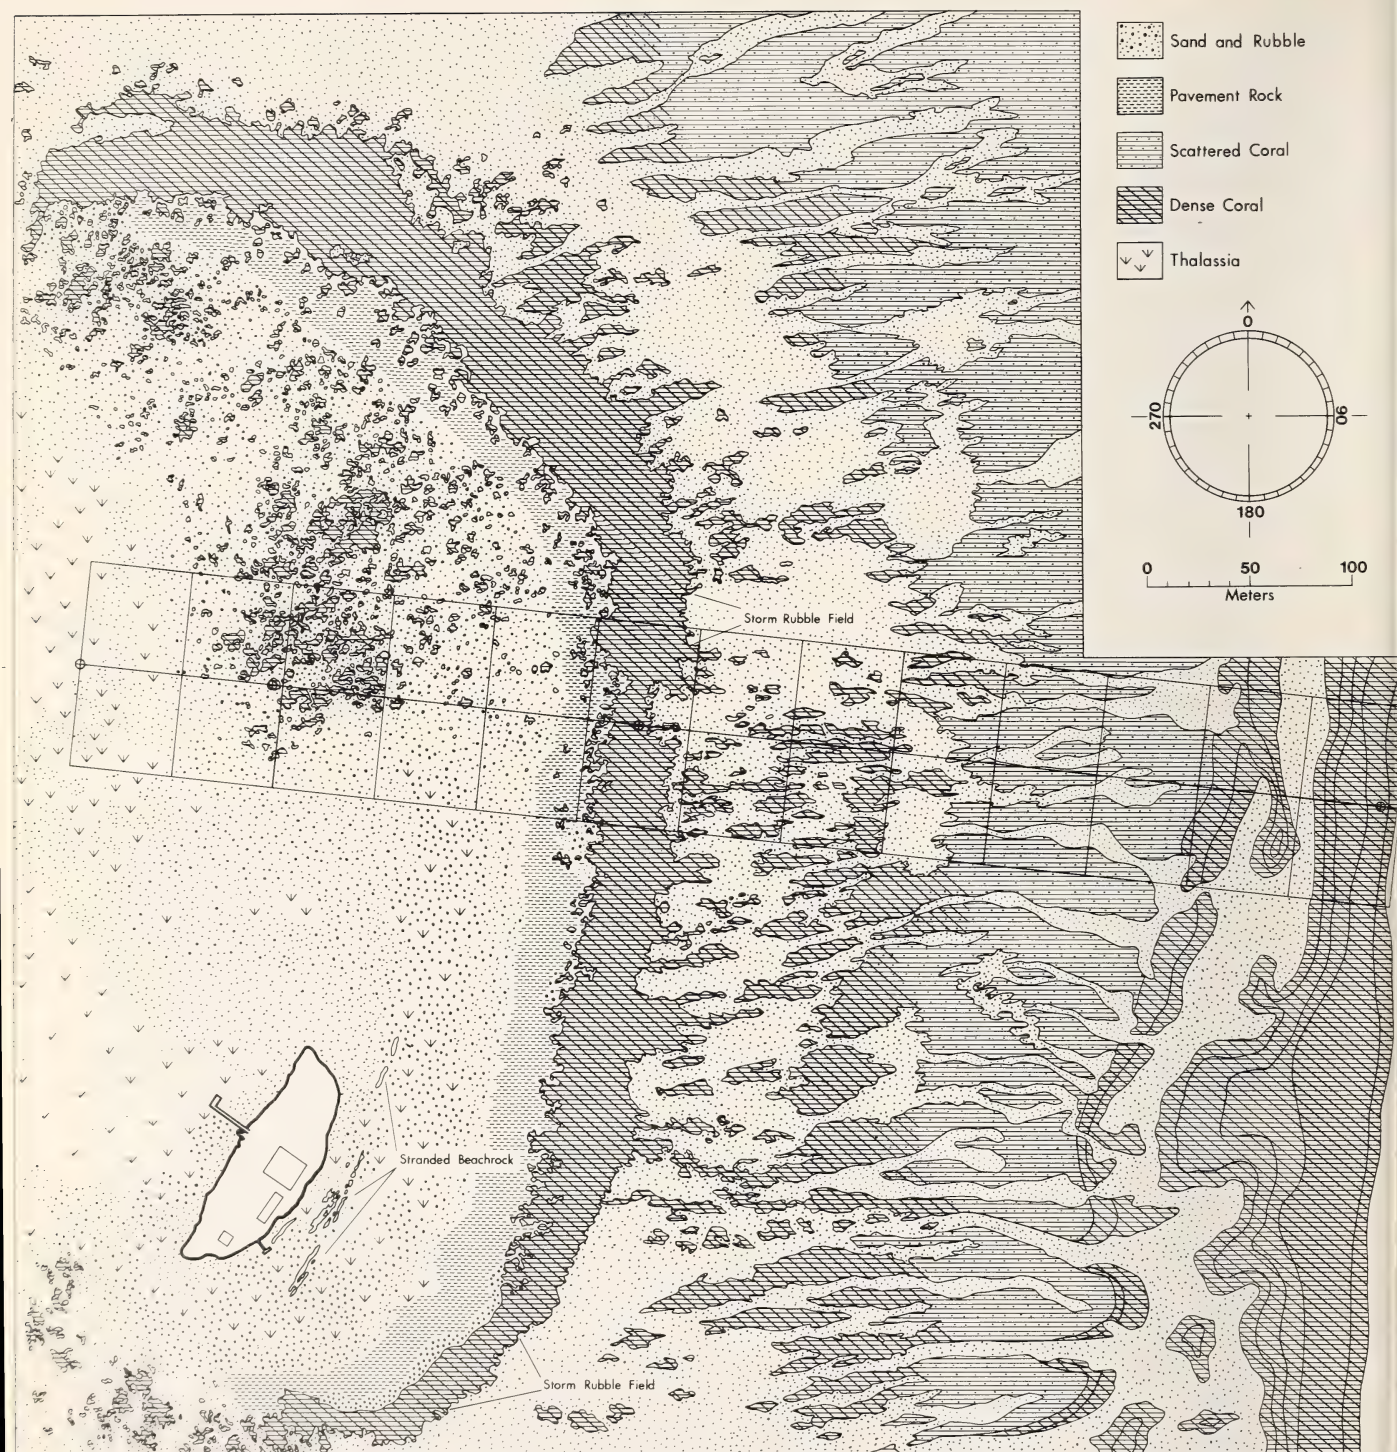 Sand and Rubble
Pavement Rock
Scattered Coral
Dense Coral
Thalassia
0
270
90
180
0 50 100
Meters
Storm Rubble Field
Stranded Beachrock
Storm Rubble Field